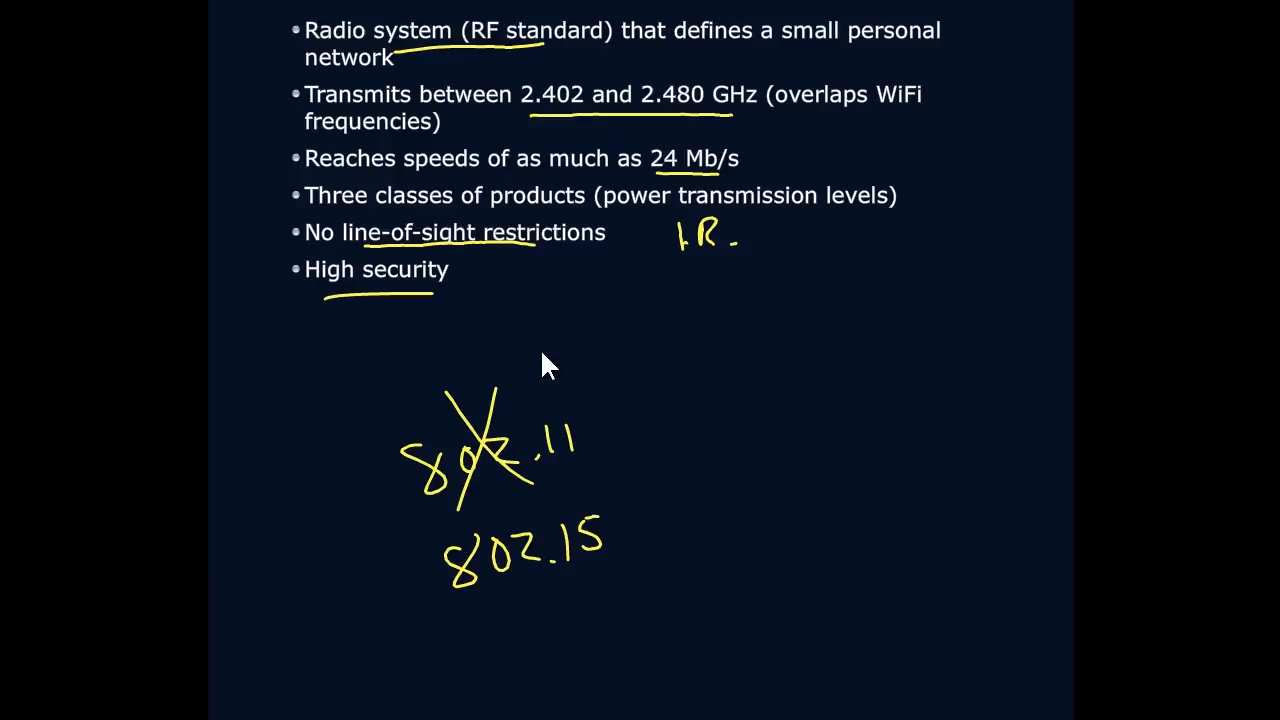 • Radio system (RF standard) that defines a small personal
network
• Transmits between 2.402 and 2.480 GHz (overlaps WiFi
frequencies)
• Reaches speeds of as much as 24 Mb/s
• Three classes of products (power transmission levels)
• No line-of-sight restrictions I.R.
• High security
802.11
802.15